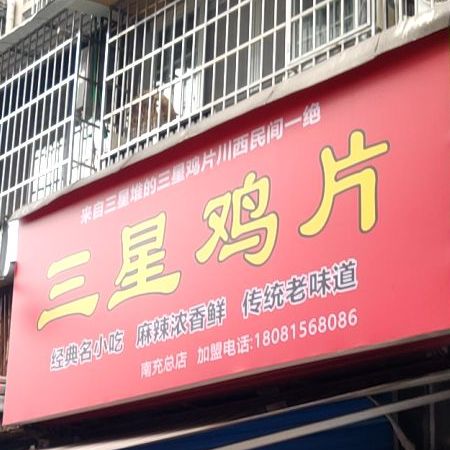 来自三星堆的三星鸡片川西民间一绝
三星鸡片
经典名小吃 麻辣浓香鲜 传统老味道
南充总店 加盟电话:18081568086